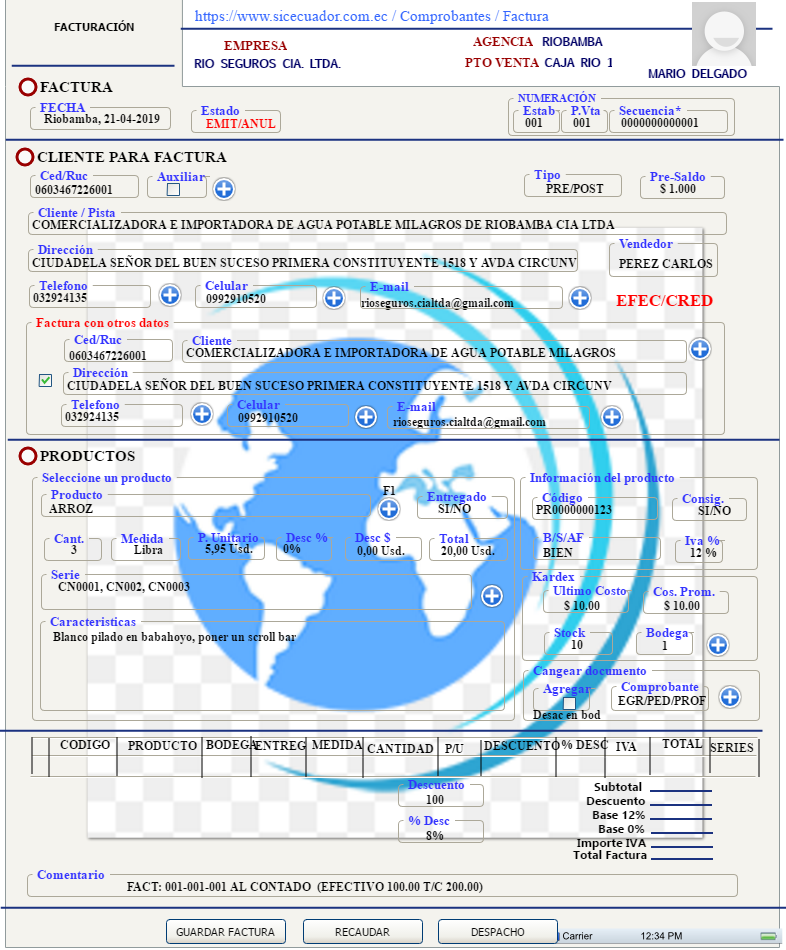 FACTURACIÓN
https://www.sicecuador.com.ec / Comprobantes / Factura
EMPRESA
RIO SEGUROS CIA. LTDA.
AGENCIA RIOBAMBA
PTO VENTA CAJA RIO 1
MARIO DELGADO
FACTURA
FECHA
Riobamba, 21-04-2019
Estado
EMIT/ANUL
NUMERACIÓN
Estab P.Vta Secuencia*
001 001 0000000000001
CLIENTE PARA FACTURA
Ced/Ruc Auxiliar Tipo Pre-Saldo
0603467226001 PRE/POST $ 1.000
Cliente / Pista
COMERCIALIZADORA E IMPORTADORA DE AGUA POTABLE MILAGROS DE RIOBAMBA CIA LTDA
Dirección Vendedor
CIUDADELA SEÑOR DEL BUEN SUCESO PRIMERA CONSTITUYENTE 1518 Y AVDA CIRCUNV PEREZ CARLOS
Telefono Celular E-mail
032924135 0992910520 rioseguros.cialtda@gmail.com EFEC/CRED
Factura con otros datos
Ced/Ruc Cliente
0603467226001 COMERCIALIZADORA E IMPORTADORA DE AGUA POTABLE MILAGROS
Dirección
CIUDADELA SEÑOR DEL BUEN SUCESO PRIMERA CONSTITUYENTE 1518 Y AVDA CIRCUNV
Telefono Celular E-mail
032924135 0992910520 rioseguros.cialtda@gmail.com
PRODUCTOS
Seleccione un producto
Producto F1 Entregado
ARROZ SI/NO
Cant. Medida P. Unitario Desc % Desc $ Total
3 Libra 5,95 Usd. 0% 0,00 Usd. 20,00 Usd.
Serie
CN0001, CN002, CN0003
Caracteristicas
Blanco pilado en babahoyo, poner un scroll bar
Información del producto
Código Consig.
PR0000000123 SI/NO
B/S/AF Iva %
BIEN 12 %
Kardex
Ultimo Costo Cos. Prom.
$ 10.00 $ 10.00
Stock Bodega
10 1
Cangear documento
Agregar Comprobante
EGR/PED/PROF
Desac en bod
CODIGO PRODUCTO BODEGA ENTREG MEDIDA CANTIDAD P/U DESCUENTO % DESC IVA TOTAL SERIES
Descuento
100
% Desc
8%
Subtotal
Descuento
Base 12%
Base 0%
Importe IVA
Total Factura
Comentario
FACT: 001-001-001 AL CONTADO (EFECTIVO 100.00 T/C 200.00)
GUARDAR FACTURA RECAUDAR DESPACHO Carrier 12:34 PM